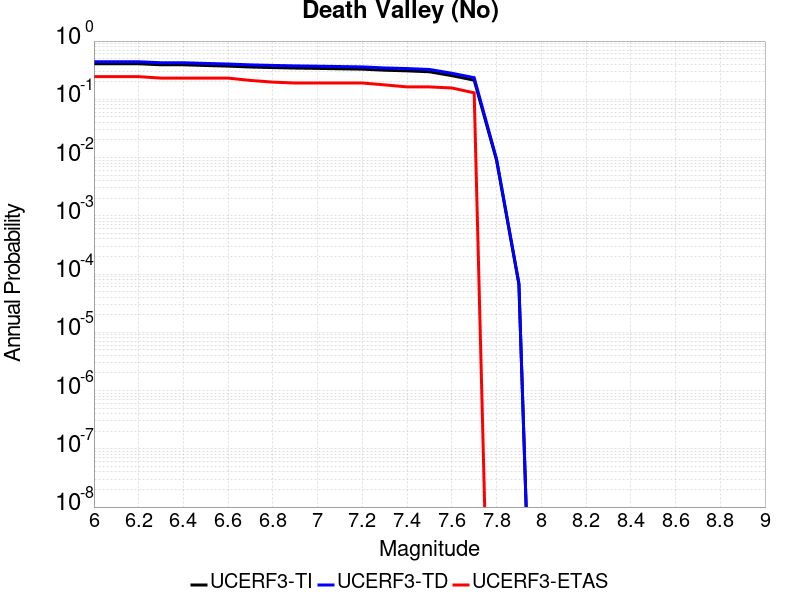 Death Valley (No)
10^0
10^-1
10^-2
10^-3
10^-4
10^-5
10^-6
10^-7
10^-8
Annual Probability
6 6.2 6.4 6.6 6.8 7 7.2 7.4 7.6 7.8 8 8.2 8.4 8.6 8.8 9
Magnitude
UCERF3-TI UCERF3-TD UCERF3-ETAS